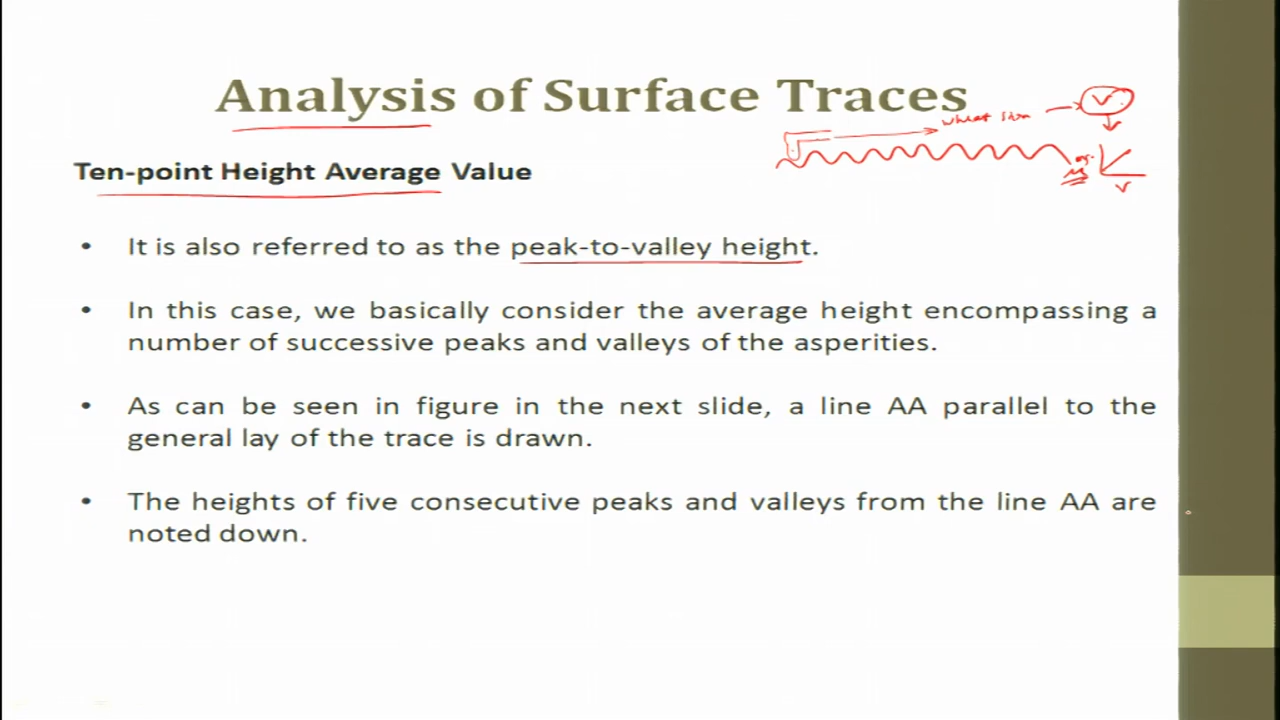 Analysis of Surface Traces
Ten-point Height Average Value
V
V
• It is also referred to as the peak-to-valley height.
• In this case, we basically consider the average height encompassing a
number of successive peaks and valleys of the asperities.
• As can be seen in figure in the next slide, a line AA parallel to the
general lay of the trace is drawn.
• The heights of five consecutive peaks and valleys from the line AA are
noted down.